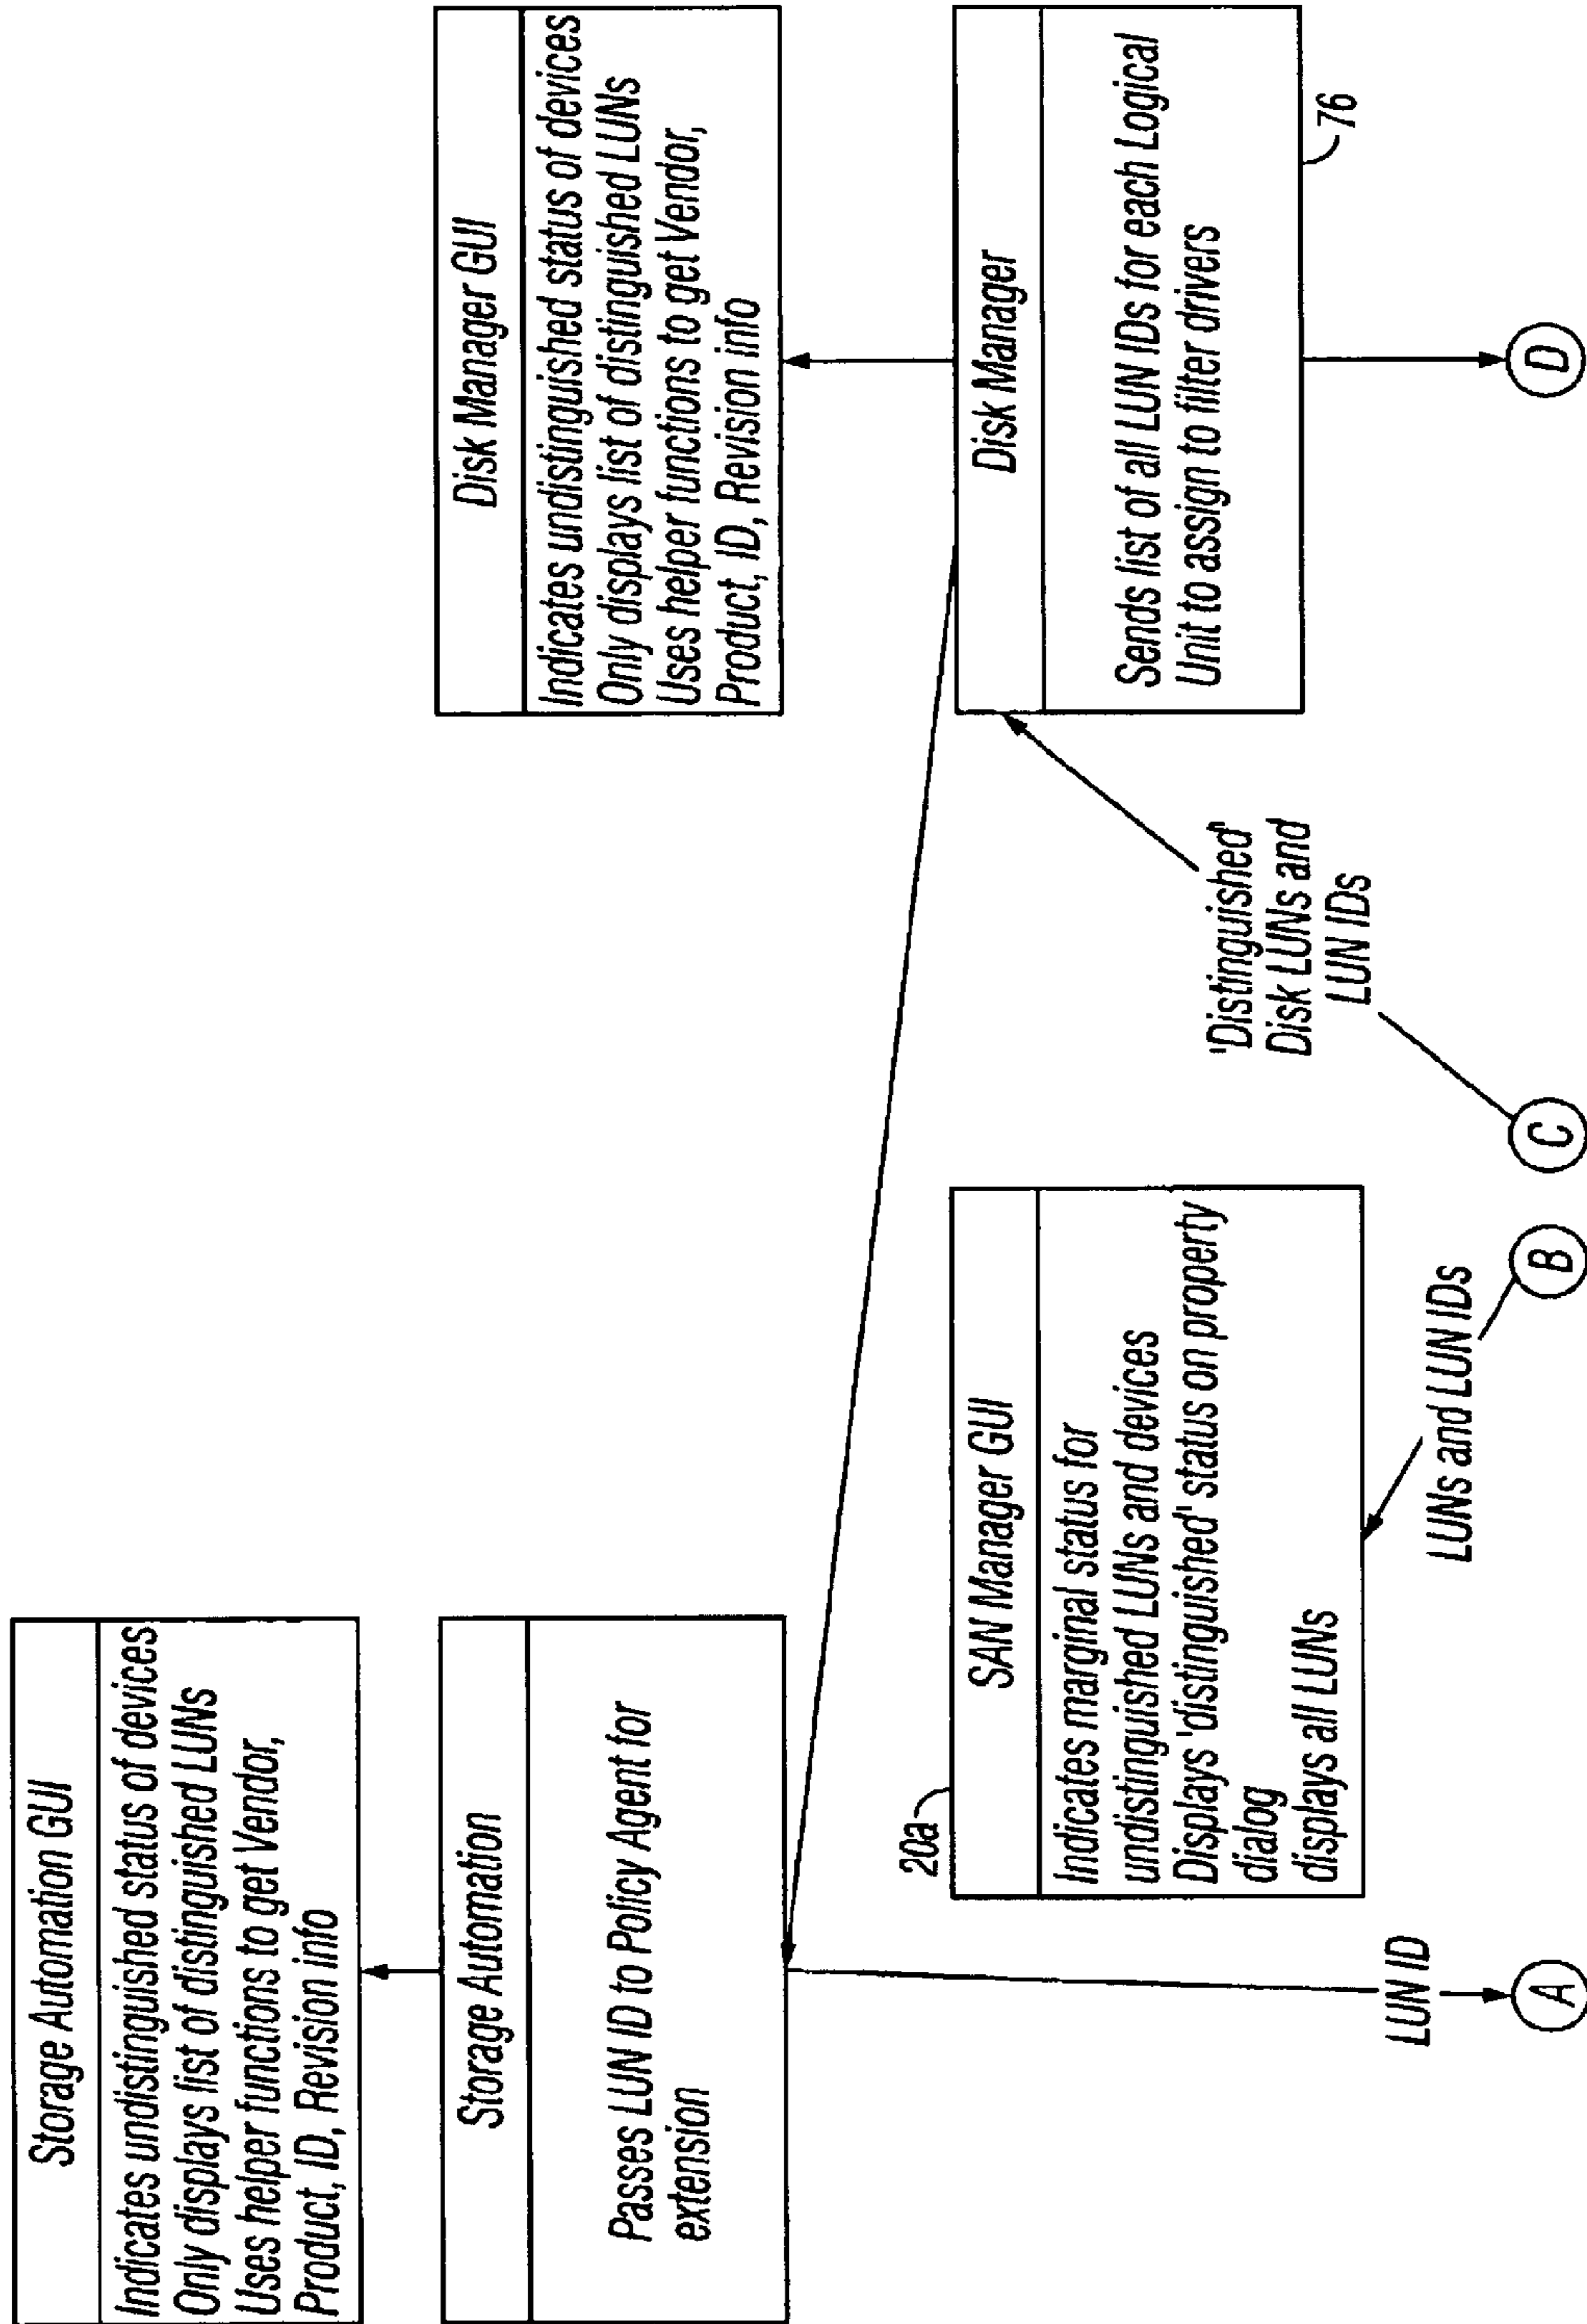 Storage Automation GUI
Indicates undistinguished status of devices
Only displays list of distinguished LUNs
Uses helper functions to get Vendor,
Product, ID, Revision info
Storage Automation
Passes LUN ID to Policy Agent for
extension
Disk Manager GUI
Indicates undistinguished status of devices
Only displays list of distinguished LUNs
Uses helper functions to get Vendor,
Product, ID, Revision info
20a
SAN Manager GUI
Indicates marginal status for
undistinguished LUNs and devices
Displays 'distinguished' status on property
dialog
displays all LUNs
Disk Manager
Sends list of all LUN IDs for each Logical
Unit to assign to filter drivers
76
'Distinguished'
Disk LUNs and
LUN IDs
LUN ID
LUNs and LUN IDs
A
B
C
D